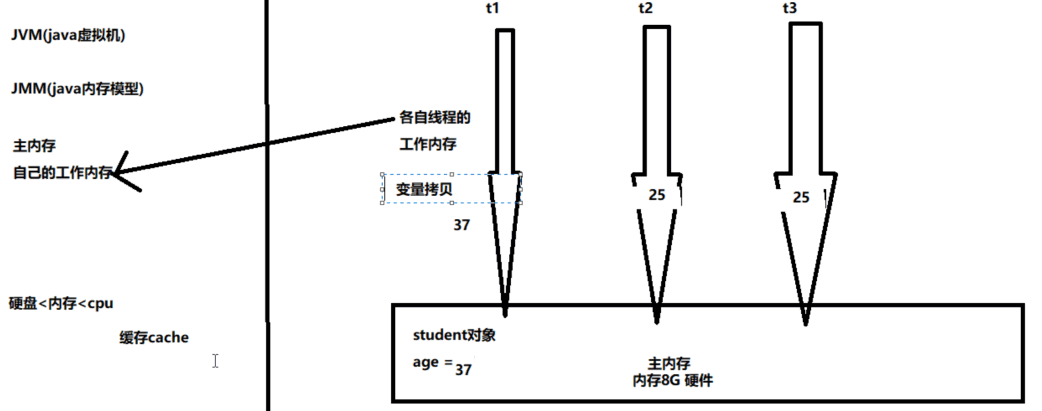 JVM(java虚拟机)
JMM(java内存模型)
主内存
自己的工作内存
硬盘<内存<cpu
缓存cache
t1
t2
t3
各自线程的
工作内存
变量拷贝
37
25
25
student对象
age = 37
主内存
内存8G 硬件